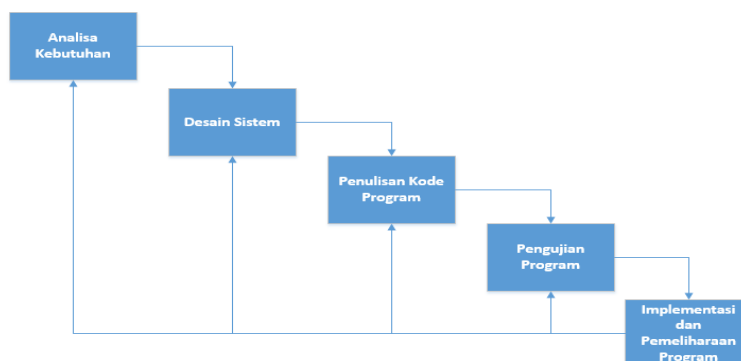 Analisa
Kebutuhan
Desain Sistem
Penulisan Kode
Program
Pengujian
Program
Implementasi
dan
Pemeliharaan
Program